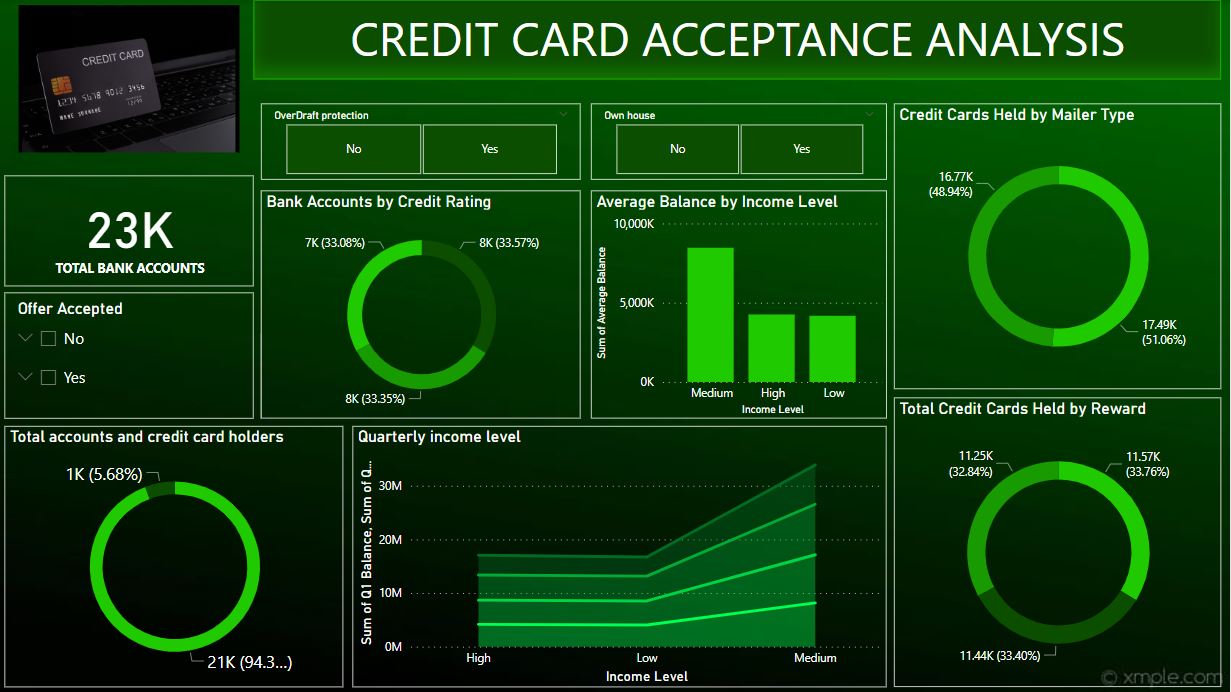 CREDIT CARD ACCEPTANCE ANALYSIS
CREDIT CARD
1234 5678 9012 3456
12/99
NAME SURNAME
OverDraft protection
No
Yes
Own house
No
Yes
Credit Cards Held by Mailer Type
16.77K
(48.94%)
17.49K
(51.06%)
23K
TOTAL BANK ACCOUNTS
Offer Accepted
No
Yes
Bank Accounts by Credit Rating
7K (33.08%)
8K (33.57%)
8K (33.35%)
Average Balance by Income Level
Sum of Average Balance
10,000K
5,000K
0K
Medium
High
Low
Income Level
Total accounts and credit card holders
1K (5.68%)
21K (94.3...)
Quarterly income level
Sum of Q1 Balance, Sum of Q...
30M
20M
10M
0M
High
Low
Medium
Income Level
Total Credit Cards Held by Reward
11.25K
(32.84%)
11.57K
(33.76%)
11.44K (33.40%)
© xmple.com